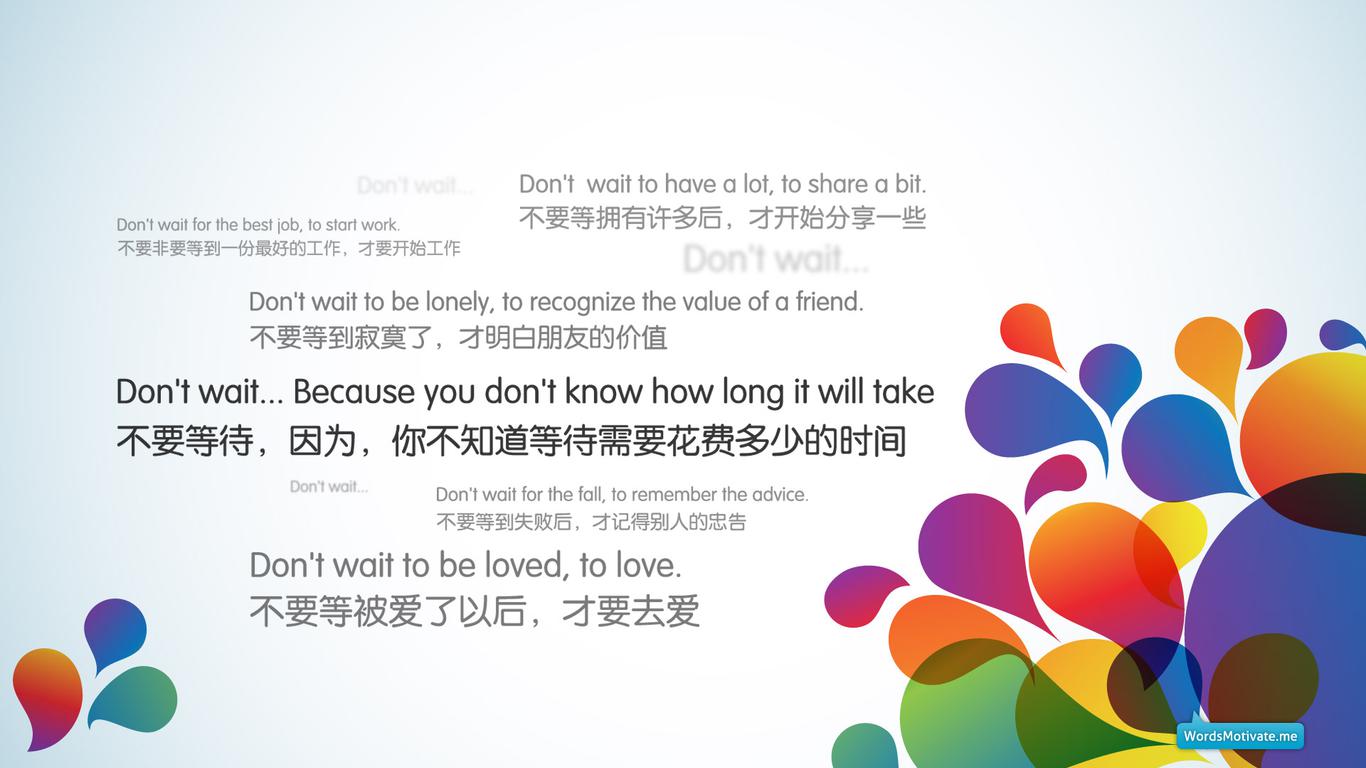 Don't wait...
Don't wait to have a lot, to share a bit.
不要等拥有许多后，才开始分享一些
Don't wait for the best job, to start work.
不要非要等到一份最好的工作，才要开始工作
Don't wait...
Don't wait to be lonely, to recognize the value of a friend.
不要等到寂寞了，才明白朋友的价值
Don't wait... Because you don't know how long it will take
不要等待，因为，你不知道等待需要花费多少的时间
Don't wait...
Don't wait for the fall, to remember the advice.
不要等到失败后，才记得别人的忠告
Don't wait to be loved, to love.
不要等被爱了以后，才要去爱
WordsMotivate.me